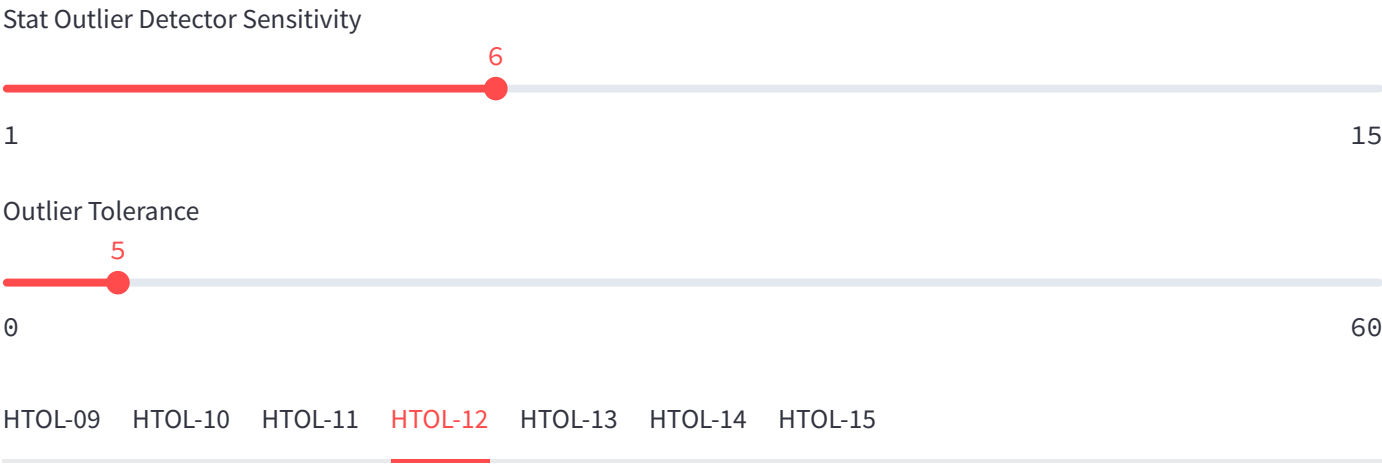 Stat Outlier Detector Sensitivity
6
1 15
Outlier Tolerance
5
0 60
HTOL-09 HTOL-10 HTOL-11 HTOL-12 HTOL-13 HTOL-14 HTOL-15